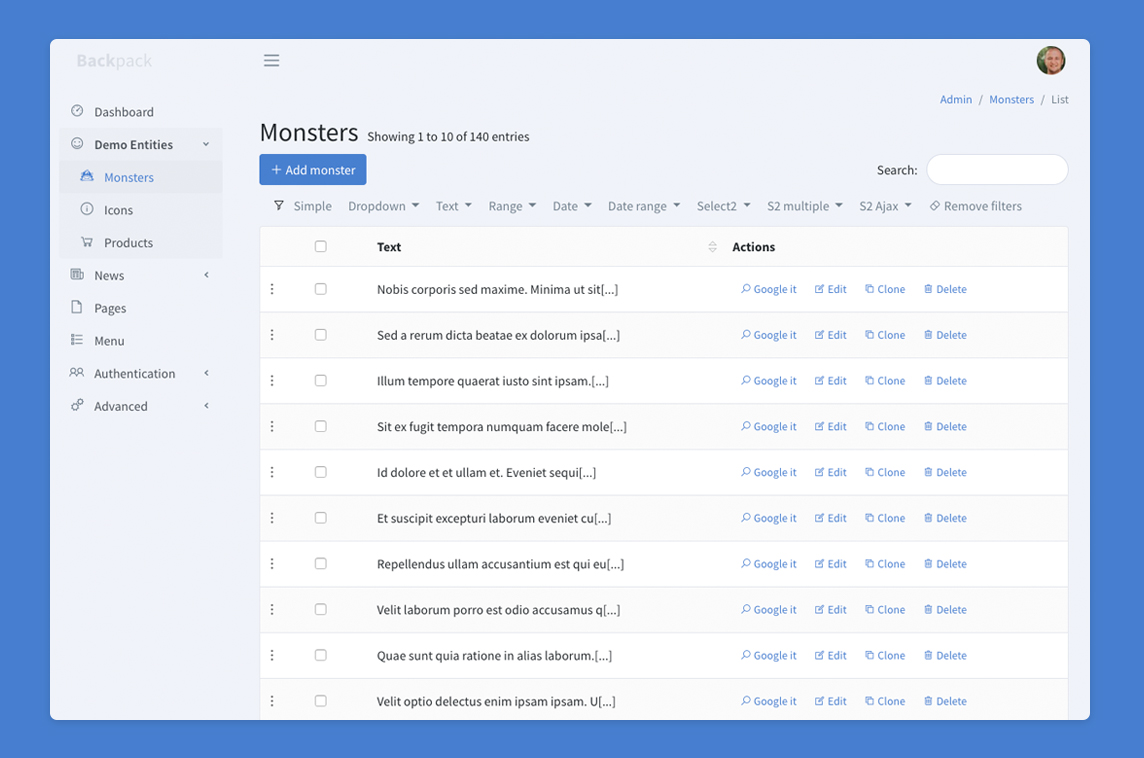 Backpack
Admin / Monsters / List
Dashboard
Demo Entities
Monsters
Icons
Products
News
Pages
Menu
Authentication
Advanced
Monsters Showing 1 to 10 of 140 entries
+ Add monster
Search:
Simple Dropdown Text Range Date Date range Select2 S2 multiple S2 Ajax Remove filters
Text Actions
Nobis corporis sed maxime. Minima ut sit[...] Google it Edit Clone Delete
Sed a rerum dicta beatae ex dolorum ipsa[...] Google it Edit Clone Delete
Illum tempore quaerat iusto sint ipsam.[...] Google it Edit Clone Delete
Sit ex fugit tempora numquam facere mole[...] Google it Edit Clone Delete
Id dolore et et ullam et. Eveniet sequi[...] Google it Edit Clone Delete
Et suscipit excepturi laborum eveniet cu[...] Google it Edit Clone Delete
Repellendus ullam accusantium est qui eu[...] Google it Edit Clone Delete
Velit laborum porro est odio accusamus q[...] Google it Edit Clone Delete
Quae sunt quia ratione in alias laborum.[...] Google it Edit Clone Delete
Velit optio delectus enim ipsam ipsam. U[...] Google it Edit Clone Delete